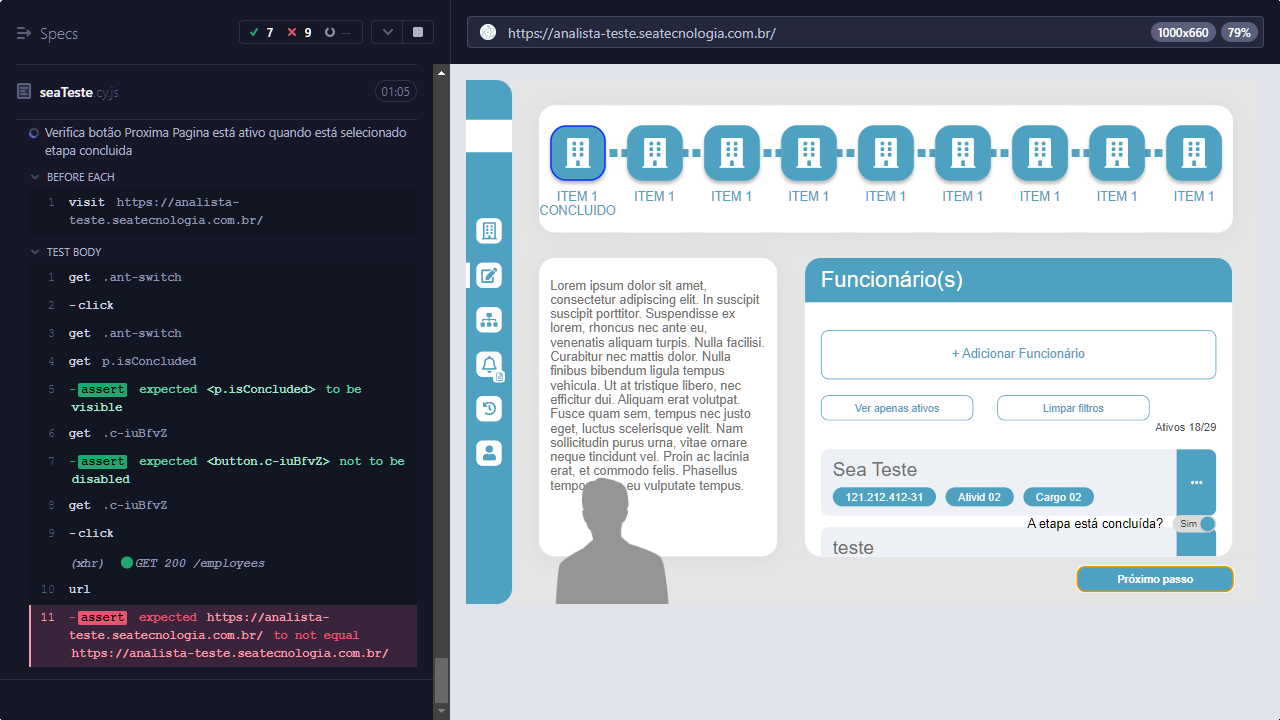 Specs
7
9
--
https://analista-teste.seatecnologia.com.br/
1000x660
79%
seaTeste.cy.js
01:05
Verifica botão Proxima Pagina está ativo quando está selecionado
etapa concluida
BEFORE EACH
1 visit https://analista-
teste.seatecnologia.com.br/
TEST BODY
1 get .ant-switch
2 -click
3 get .ant-switch
4 get p.isConcluded
5 -assert expected <p.isConcluded> to be
visible
6 get .c-iuBfvZ
7 -assert expected <button.c-iuBfvZ> not to be
disabled
8 get .c-iuBfvZ
9 -click
(xhr) GET 200 /employees
10 url
11 -assert expected https://analista-
teste.seatecnologia.com.br/ to not equal
https://analista-teste.seatecnologia.com.br/
ITEM 1 ITEM 1 ITEM 1 ITEM 1 ITEM 1 ITEM 1 ITEM 1 ITEM 1 ITEM 1
CONCLUIDO
Lorem ipsum dolor sit amet,
consectetur adipiscing elit. In suscipit
suscipit porttitor. Suspendisse ex
lorem, rhoncus nec ante eu,
venenatis aliquam turpis. Nulla facilisi.
Curabitur nec mattis dolor. Nulla
finibus bibendum ligula tempus
vehicula. Ut at tristique libero, nec
efficitur dui. Aliquam erat volutpat.
Fusce quam sem, tempus nec justo
eget, luctus scelerisque velit. Nam
sollicitudin purus urna, vitae ornare
neque tincidunt vel. Proin ac lacinia
erat, et commodo felis. Phasellus
eu vulputate tempus.
Funcionário(s)
+ Adicionar Funcionário
Ver apenas ativos
Limpar filtros
Ativos 18/29
Sea Teste
121.212.412-31
Ativid 02
Cargo 02
•••
A etapa está concluída?
Sim
teste
Próximo passo